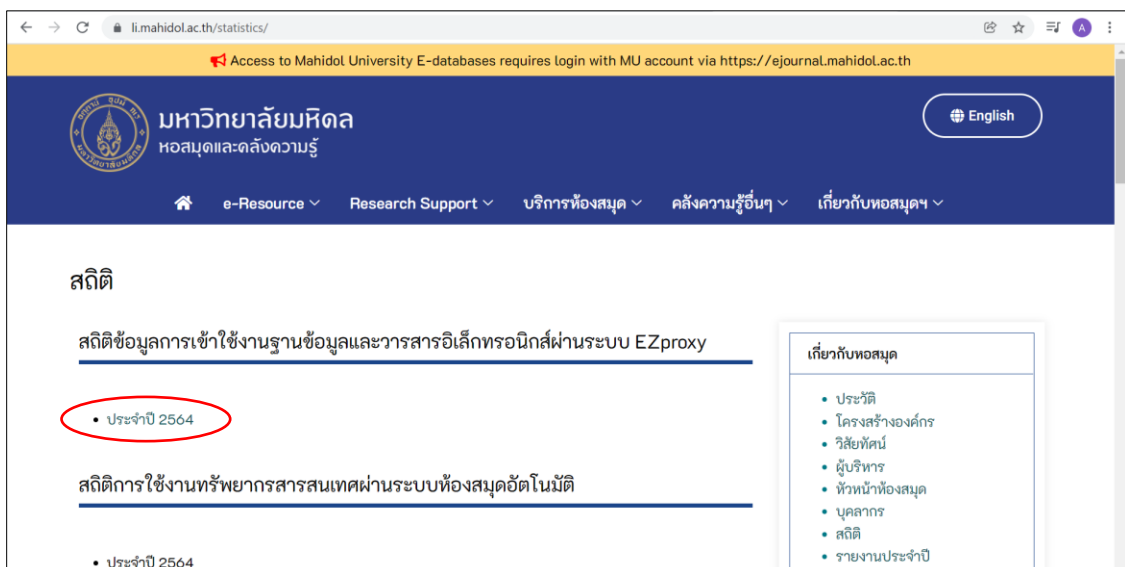 li.mahidol.ac.th/statistics/
A
Access to Mahidol University E-databases requires login with MU account via https://ejournal.mahidol.ac.th
มหาวิทยาลัยมหิดล
หอสมุดและคลังความรู้
English
e-Resource
Research Support
บริการห้องสมุด
คลังความรู้อื่นๆ
เกี่ยวกับหอสมุดฯ
สถิติ
สถิติข้อมูลการเข้าใช้งานฐานข้อมูลและวารสารอิเล็กทรอนิกส์ผ่านระบบ EZproxy
• ประจำปี 2564
สถิติการใช้งานทรัพยากรสารสนเทศผ่านระบบห้องสมุดอัตโนมัติ
• ประจำปี 2564
เกี่ยวกับหอสมุด
• ประวัติ
• โครงสร้างองค์กร
• วิสัยทัศน์
• ผู้บริหาร
• หัวหน้าห้องสมุด
• บุคลากร
• สถิติ
• รายงานประจำปี